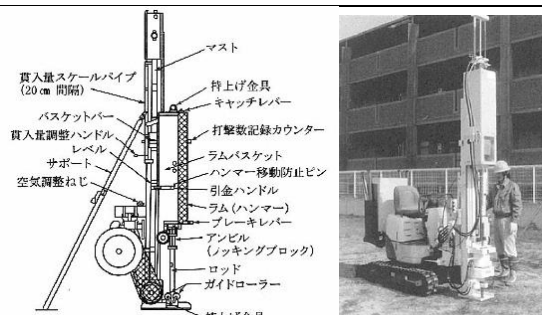 マスト
貫入量スケールパイプ
(20cm 間隔)
持上げ金具
キャッチレバー
バスケットバー
打撃数記録カウンター
貫入量調整ハンドル
レベル
ラムバスケット
サポート
ハンマー移動防止ピン
空気調整ねじ
引金ハンドル
ラム(ハンマー)
ブレーキレバー
アンビル
(ノッキングブロック)
ロッド
ガイドローラー